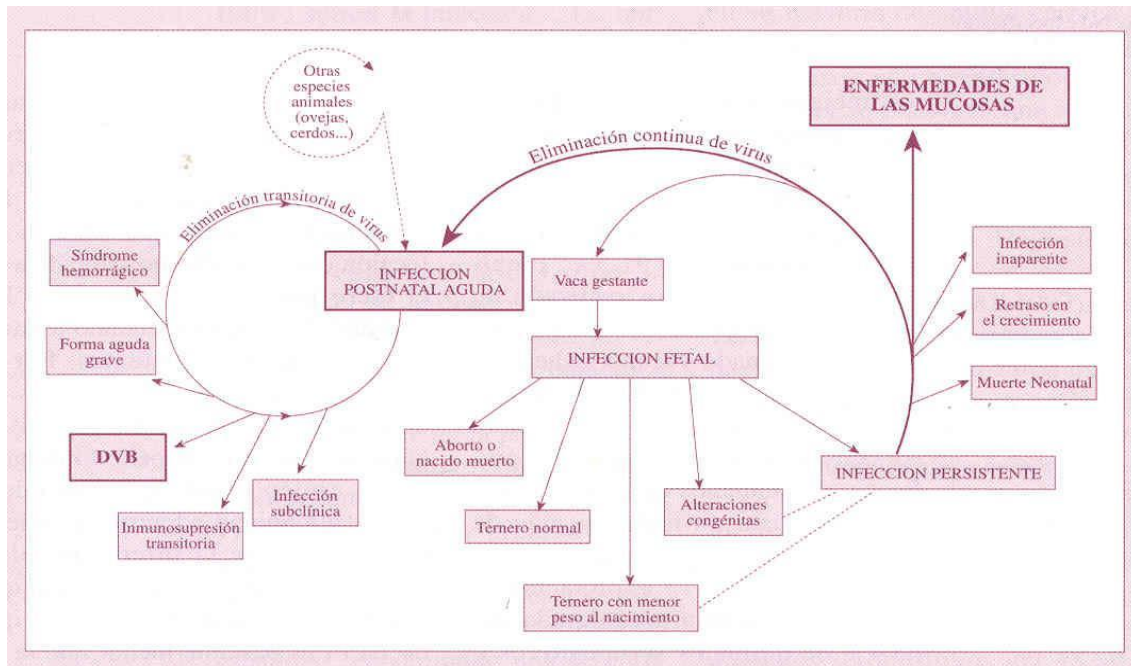 Otras
especies
animales
(ovejas,
cerdos...)
ENFERMEDADES DE
LAS MUCOSAS
Eliminación continua de virus
Eliminación transitoria de virus
Síndrome
hemorrágico
INFECCION
POSTNATAL AGUDA
Vaca gestante
Infección
inaparente
Retraso en
el crecimiento
Forma aguda
grave
INFECCION FETAL
Muerte Neonatal
DVB
Aborto o
nacido muerto
INFECCION PERSISTENTE
Infección
subclínica
Inmunosupresión
transitoria
Ternero normal
Alteraciones
congénitas
Ternero con menor
peso al nacimiento